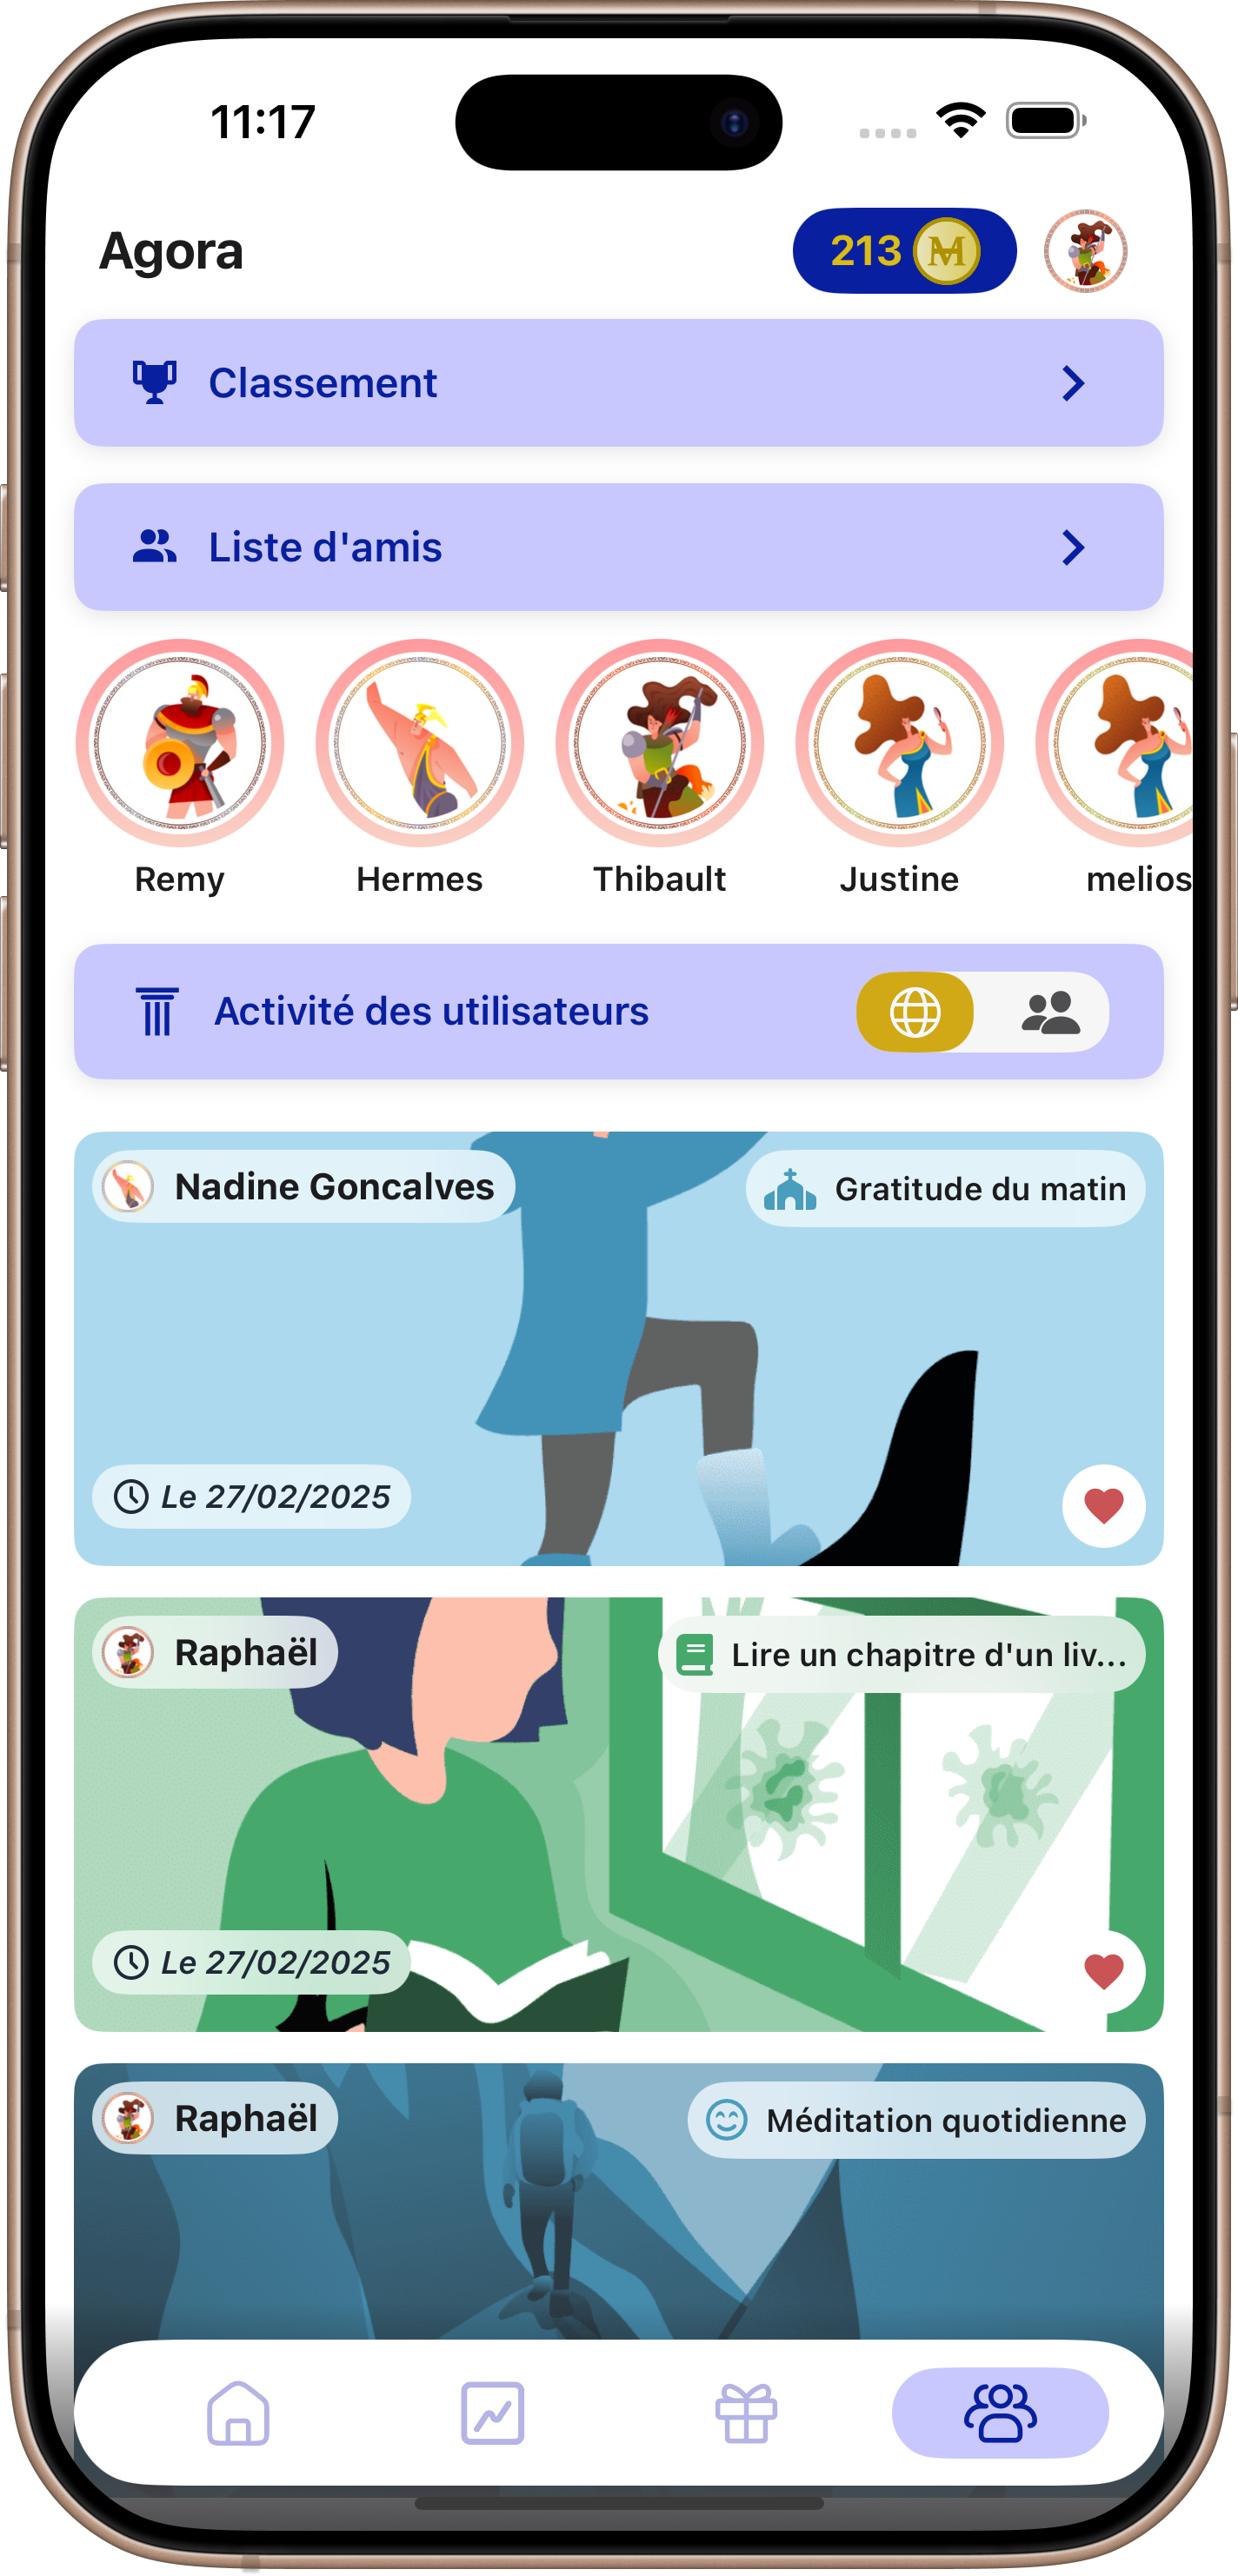 11:17
Agora
213 M
Classement
Liste d'amis
Remy
Hermes
Thibault
Justine
melios
Activité des utilisateurs
Nadine Goncalves
Gratitude du matin
Le 27/02/2025
Raphaël
Lire un chapitre d'un liv...
Le 27/02/2025
Raphaël
Méditation quotidienne